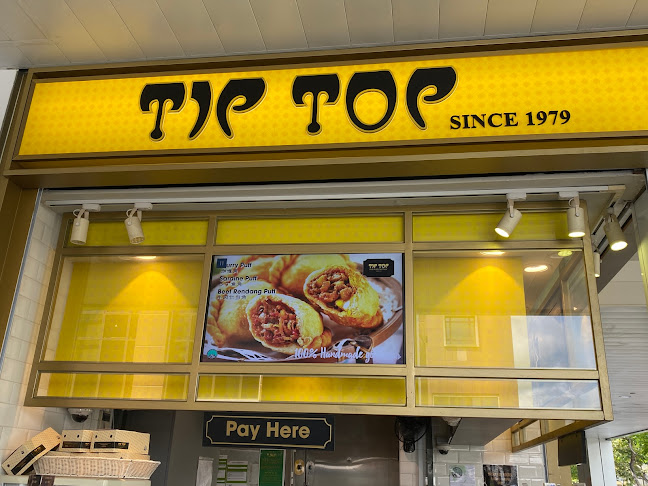 TIP TOP
SINCE 1979
Curry Puff
Sardine Puff
Beef Rendang Puff
TIP TOP
100% Handmade
Pay Here